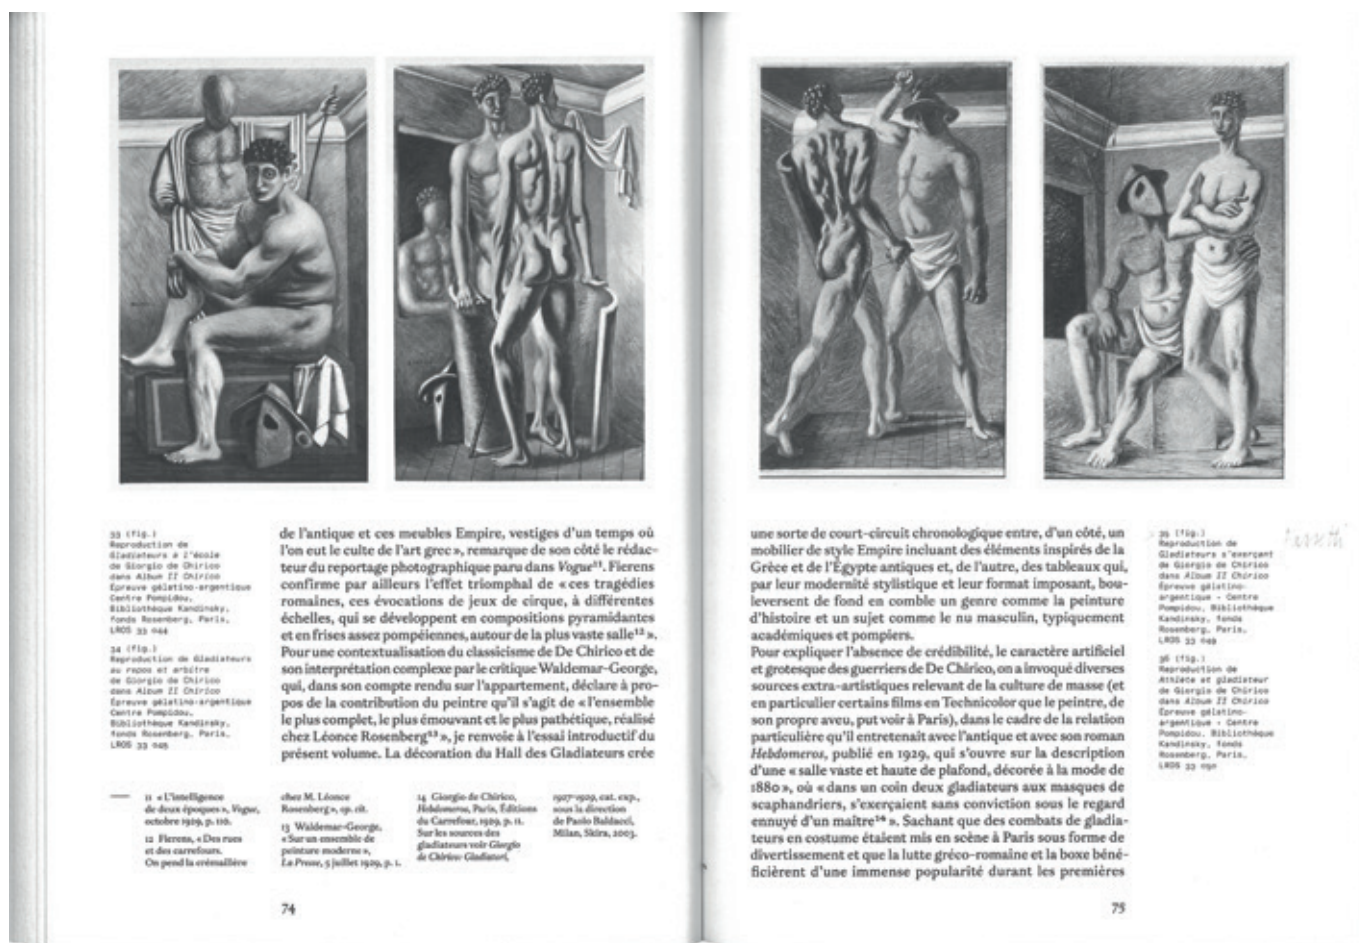 33 (fig.)
Reproduction de
Gladiateurs à l'école
de Giorgio de Chirico
dans Album II Chirico
Épreuve gélatino-argentique
Centre Pompidou,
Bibliothèque Kandinsky,
fonds Rosenberg, Paris,
LROS 33 044
34 (fig.)
Reproduction de Gladiateurs
au repos et arbitre
de Giorgio de Chirico
dans Album II Chirico
Épreuve gélatino-argentique
Centre Pompidou,
Bibliothèque Kandinsky,
fonds Rosenberg, Paris,
LROS 33 045
de l'antique et ces meubles Empire, vestiges d'un temps où
l'on eut le culte de l'art grec », remarque de son côté le rédac-
teur du reportage photographique paru dans Vogue¹¹. Fierens
confirme par ailleurs l'effet triomphal de « ces tragédies
romaines, ces évocations de jeux de cirque, à différentes
échelles, qui se développent en compositions pyramidantes
et en frises assez pompéiennes, autour de la plus vaste salle¹² ».
Pour une contextualisation du classicisme de De Chirico et de
son interprétation complexe par le critique Waldemar-George,
qui, dans son compte rendu sur l'appartement, déclare à pro-
pos de la contribution du peintre qu'il s'agit de « l'ensemble
le plus complet, le plus émouvant et le plus pathétique, réalisé
chez Léonce Rosenberg¹³ », je renvoie à l'essai introductif du
présent volume. La décoration du Hall des Gladiateurs crée
11 « L'intelligence
de deux époques », Vogue,
octobre 1929, p. 110.
12 Fierens, « Des rues
et des carrefours.
On pend la crémaillère
chez M. Léonce
Rosenberg », op. cit.
13 Waldemar-George,
« Sur un ensemble de
peinture moderne »,
La Presse, 5 juillet 1929, p. 1.
14 Giorgio de Chirico,
Hebdomeros, Paris, Éditions
du Carrefour, 1929, p. 11.
Sur les sources des
gladiateurs voir Giorgio
de Chirico: Gladiatori,
1927-1929, cat. exp.,
sous la direction
de Paolo Baldacci,
Milan, Skira, 2003.
74
une sorte de court-circuit chronologique entre, d'un côté, un
mobilier de style Empire incluant des éléments inspirés de la
Grèce et de l'Égypte antiques et, de l'autre, des tableaux qui,
par leur modernité stylistique et leur format imposant, bou-
leversent de fond en comble un genre comme la peinture
d'histoire et un sujet comme le nu masculin, typiquement
académiques et pompiers.
Pour expliquer l'absence de crédibilité, le caractère artificiel
et grotesque des guerriers de De Chirico, on a invoqué diverses
sources extra-artistiques relevant de la culture de masse (et
en particulier certains films en Technicolor que le peintre, de
son propre aveu, put voir à Paris), dans le cadre de la relation
particulière qu'il entretenait avec l'antique et avec son roman
Hebdomeros, publié en 1929, qui s'ouvre sur la description
d'une « salle vaste et haute de plafond, décorée à la mode de
1880 », où « dans un coin deux gladiateurs aux masques de
scaphandriers, s'exerçaient sans conviction sous le regard
ennuyé d'un maître¹⁴ ». Sachant que des combats de gladia-
teurs en costume étaient mis en scène à Paris sous forme de
divertissement et que la lutte gréco-romaine et la boxe béné-
ficièrent d'une immense popularité durant les premières
35 (fig.)
Reproduction de
Gladiateurs s'exerçant
de Giorgio de Chirico
dans Album II Chirico
Épreuve gélatino-
argentique - Centre
Pompidou, Bibliothèque
Kandinsky, fonds
Rosenberg, Paris,
LROS 33 049
36 (fig.)
Reproduction de
Athlète et gladiateur
de Giorgio de Chirico
dans Album II Chirico
Épreuve gélatino-
argentique - Centre
Pompidou, Bibliothèque
Kandinsky, fonds
Rosenberg, Paris,
LROS 33 050
75